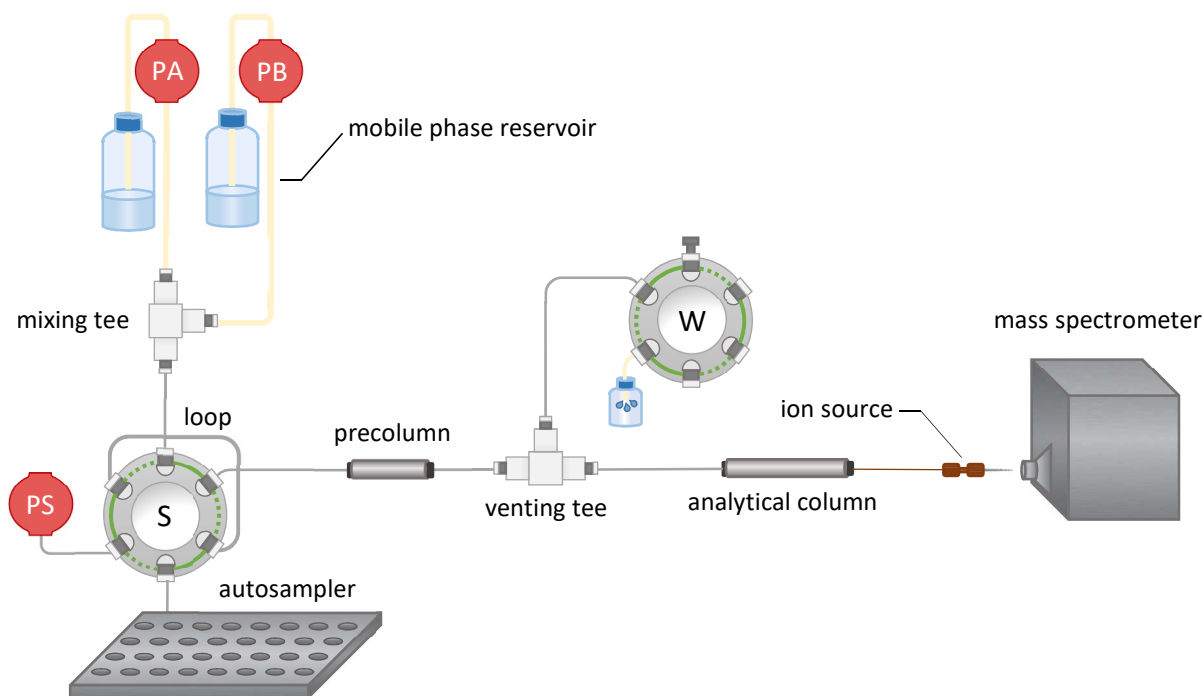 PA
PB
mobile phase reservoir
mixing tee
W
mass spectrometer
loop
precolumn
ion source
PS
S
venting tee
analytical column
autosampler